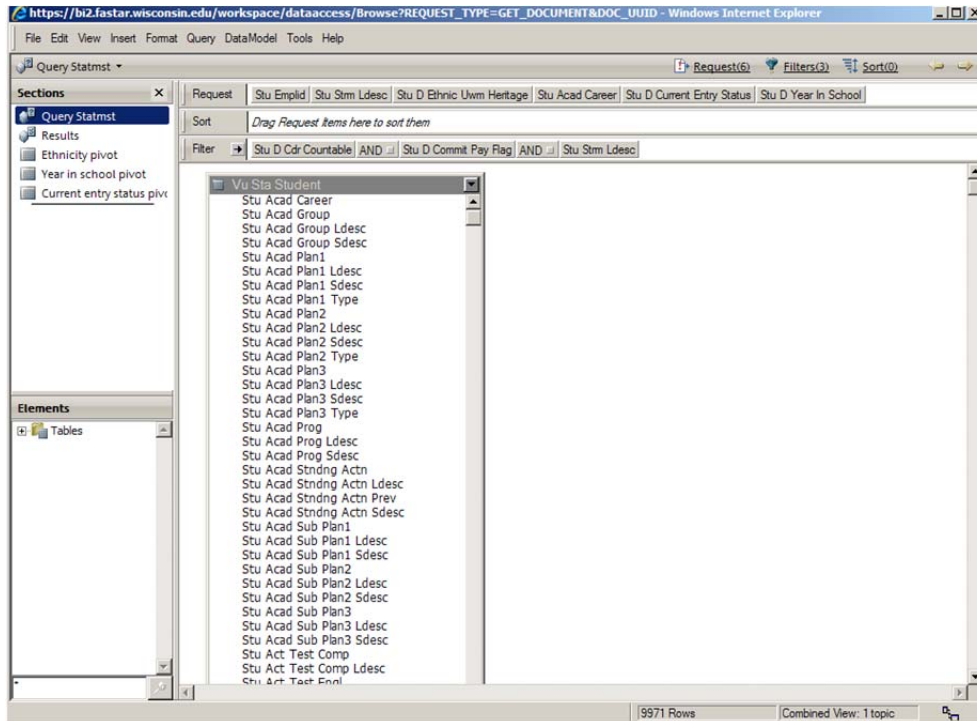 https://bi2.fastar.wisconsin.edu/workspace/dataaccess/Browse?REQUEST_TYPE=GET_DOCUMENT&DOC_UUID - Windows Internet Explorer
File Edit View Insert Format Query DataModel Tools Help
Query Statmst Request(6) Filters(3) Sort(0)
Sections
Query Statmst
Results
Ethnicity pivot
Year in school pivot
Current entry status pivo
Elements
Tables
Request Stu Emplid Stu Strm Ldesc Stu D Ethnic Uwm Heritage Stu Acad Career Stu D Current Entry Status Stu D Year In School
Sort Drag Request items here to sort them
Filter Stu D Cdr Countable AND Stu D Commit Pay Flag AND Stu Strm Ldesc
Vu Sta Student
Stu Acad Career
Stu Acad Group
Stu Acad Group Ldesc
Stu Acad Group Sdesc
Stu Acad Plan1
Stu Acad Plan1 Ldesc
Stu Acad Plan1 Sdesc
Stu Acad Plan1 Type
Stu Acad Plan2
Stu Acad Plan2 Ldesc
Stu Acad Plan2 Sdesc
Stu Acad Plan2 Type
Stu Acad Plan3
Stu Acad Plan3 Ldesc
Stu Acad Plan3 Sdesc
Stu Acad Plan3 Type
Stu Acad Prog
Stu Acad Prog Ldesc
Stu Acad Prog Sdesc
Stu Acad Stndng Actn
Stu Acad Stndng Actn Ldesc
Stu Acad Stndng Actn Prev
Stu Acad Stndng Actn Sdesc
Stu Acad Sub Plan1
Stu Acad Sub Plan1 Ldesc
Stu Acad Sub Plan1 Sdesc
Stu Acad Sub Plan2
Stu Acad Sub Plan2 Ldesc
Stu Acad Sub Plan2 Sdesc
Stu Acad Sub Plan3
Stu Acad Sub Plan3 Ldesc
Stu Acad Sub Plan3 Sdesc
Stu Act Test Comp
Stu Act Test Comp Ldesc
Stu Act Test Engl
9971 Rows Combined View: 1 topic